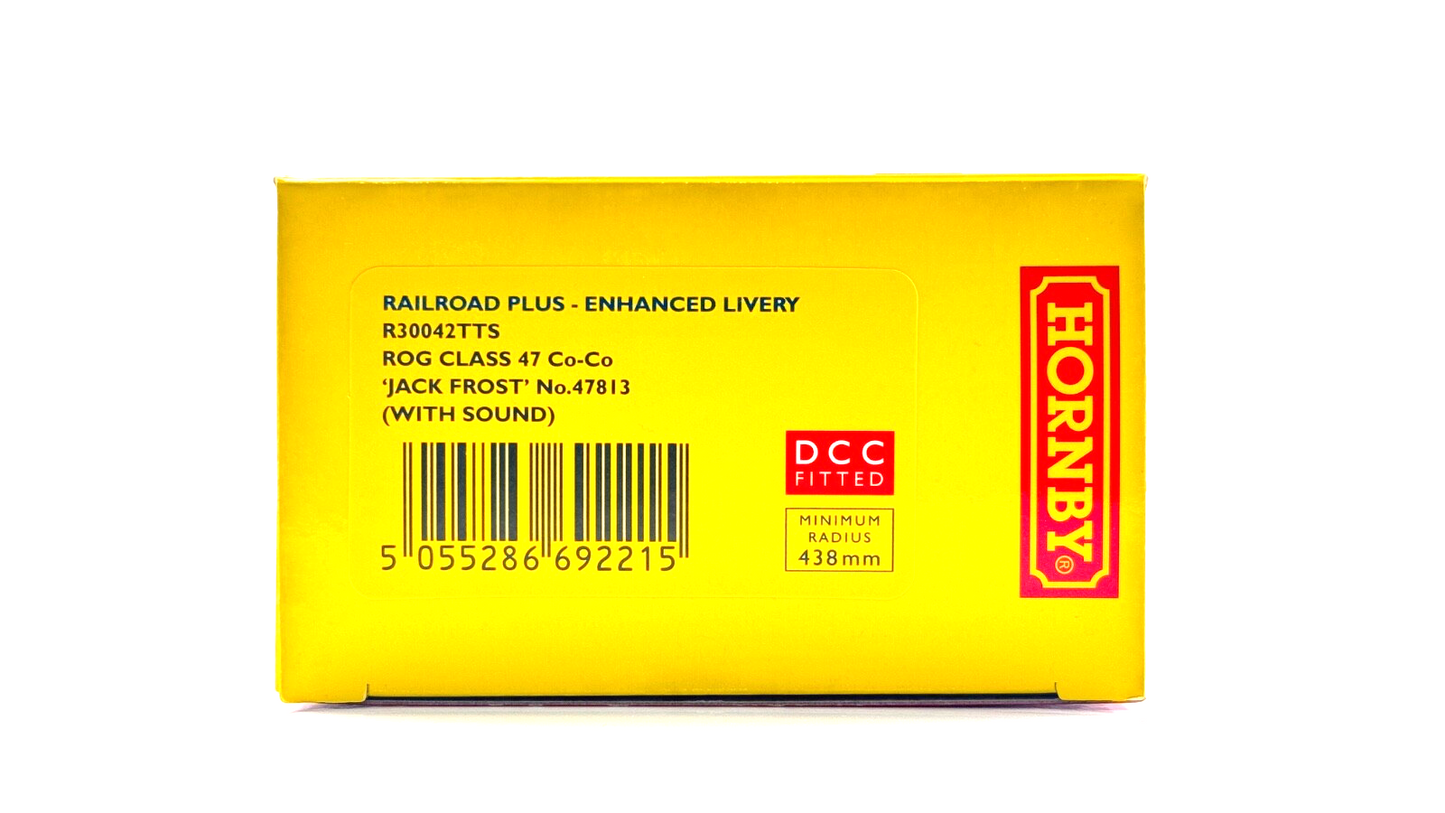 RAILROAD PLUS - ENHANCED LIVERY
R30042TTS
ROG CLASS 47 Co-Co
‘JACK FROST’ No.47813
(WITH SOUND)
5 055286 692215
DCC
FITTED
MINIMUM
RADIUS
438mm
HORNBY®